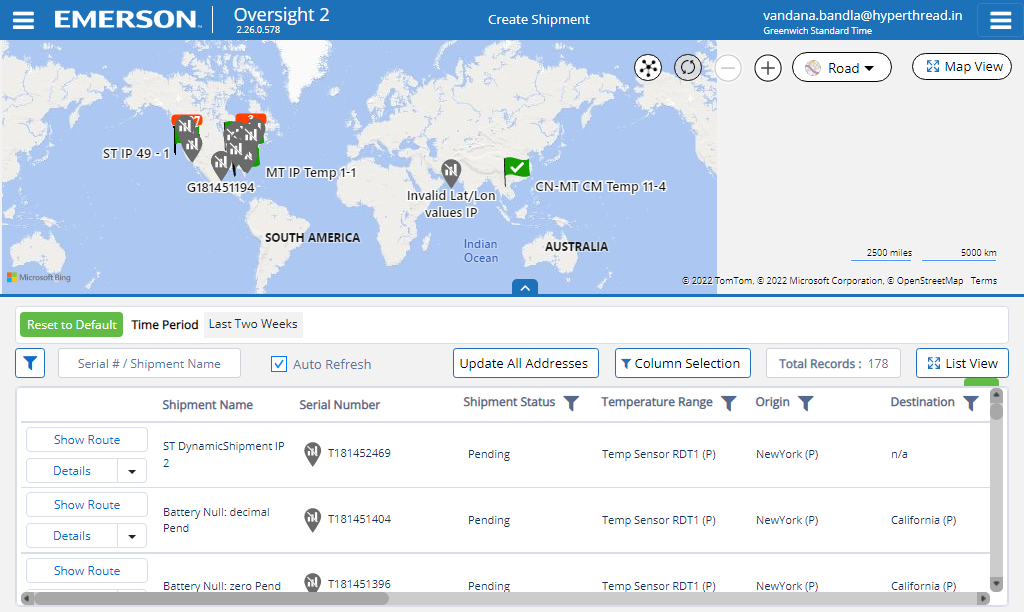 EMERSON.
Oversight 2
2.26.0.578
Create Shipment
vandana.bandla@hyperthread.in
Greenwich Standard Time
Road
Map View
ST IP 49 - 1
MT IP Temp 1-1
G181451194
Invalid Lat/Lon
values IP
CN-MT CM Temp 11-4
SOUTH AMERICA
Indian
Ocean
AUSTRALIA
2500 miles
5000 km
Microsoft Bing
© 2022 TomTom, © 2022 Microsoft Corporation, © OpenStreetMap Terms
Reset to Default
Time Period
Last Two Weeks
Serial # / Shipment Name
Auto Refresh
Update All Addresses
Column Selection
Total Records : 178
List View
Shipment Name
Serial Number
Shipment Status
Temperature Range
Origin
Destination
Show Route
Details
ST DynamicShipment IP
2
T181452469
Pending
Temp Sensor RDT1 (P)
NewYork (P)
n/a
Show Route
Details
Battery Null: decimal
Pend
T181451404
Pending
Temp Sensor RDT1 (P)
NewYork (P)
California (P)
Show Route
Battery Null: zero Pend
T181451396
Pending
Temp Sensor RDT1 (P)
NewYork (P)
California (P)